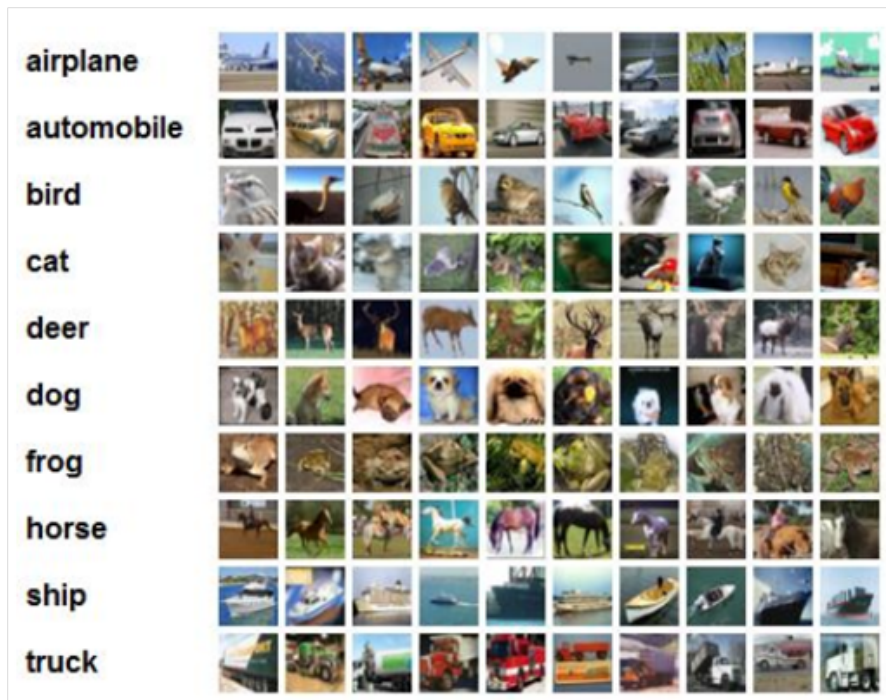 airplane
automobile
bird
cat
deer
dog
frog
horse
ship
truck